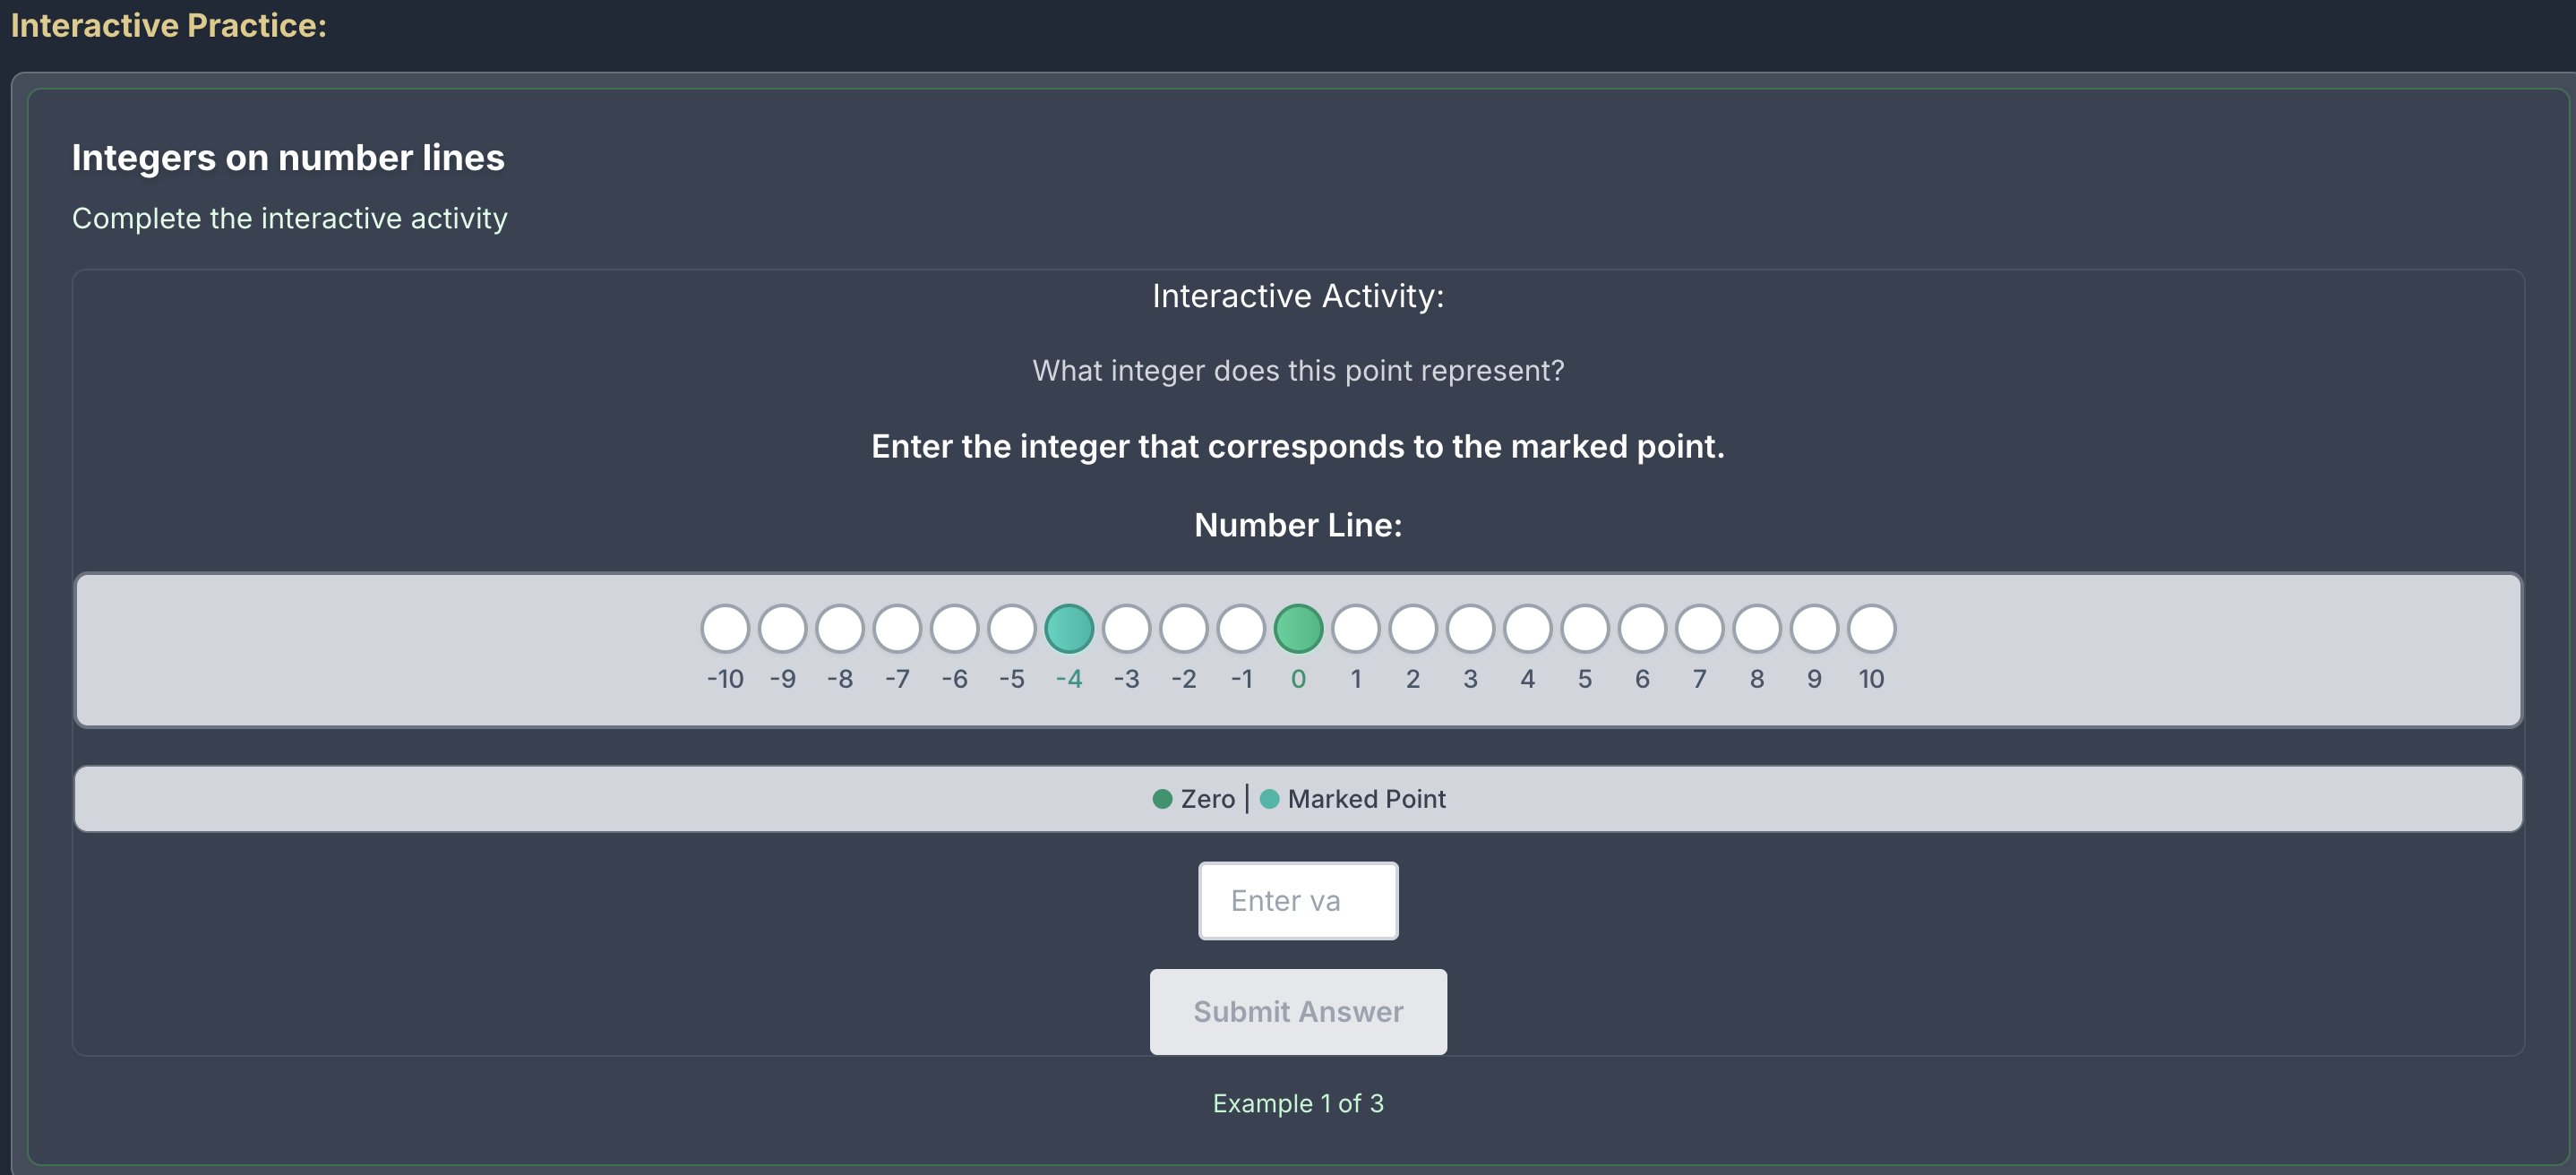 Interactive Practice:
Integers on number lines
Complete the interactive activity
Interactive Activity:
What integer does this point represent?
Enter the integer that corresponds to the marked point.
Number Line:
-10 -9 -8 -7 -6 -5 -4 -3 -2 -1 0 1 2 3 4 5 6 7 8 9 10
Zero | Marked Point
Enter va
Submit Answer
Example 1 of 3